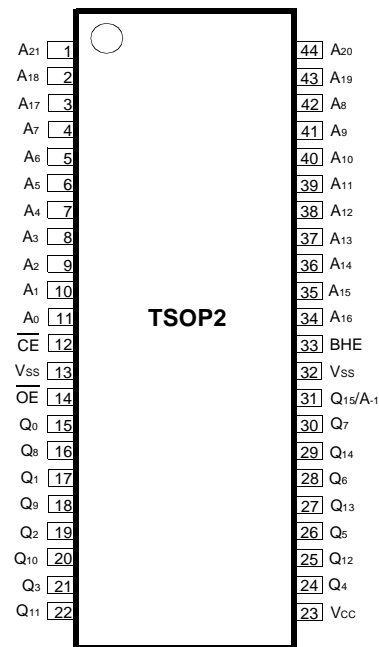 A21 1 44 A20
A18 2 43 A19
A17 3 42 A8
A7 4 41 A9
A6 5 40 A10
A5 6 39 A11
A4 7 38 A12
A3 8 37 A13
A2 9 36 A14
A1 10 35 A15
A0 11 TSOP2 34 A16
C̅E̅ 12 33 BHE
VSS 13 32 VSS
O̅E̅ 14 31 Q15/A-1
Q0 15 30 Q7
Q8 16 29 Q14
Q1 17 28 Q6
Q9 18 27 Q13
Q2 19 26 Q5
Q10 20 25 Q12
Q3 21 24 Q4
Q11 22 23 VCC